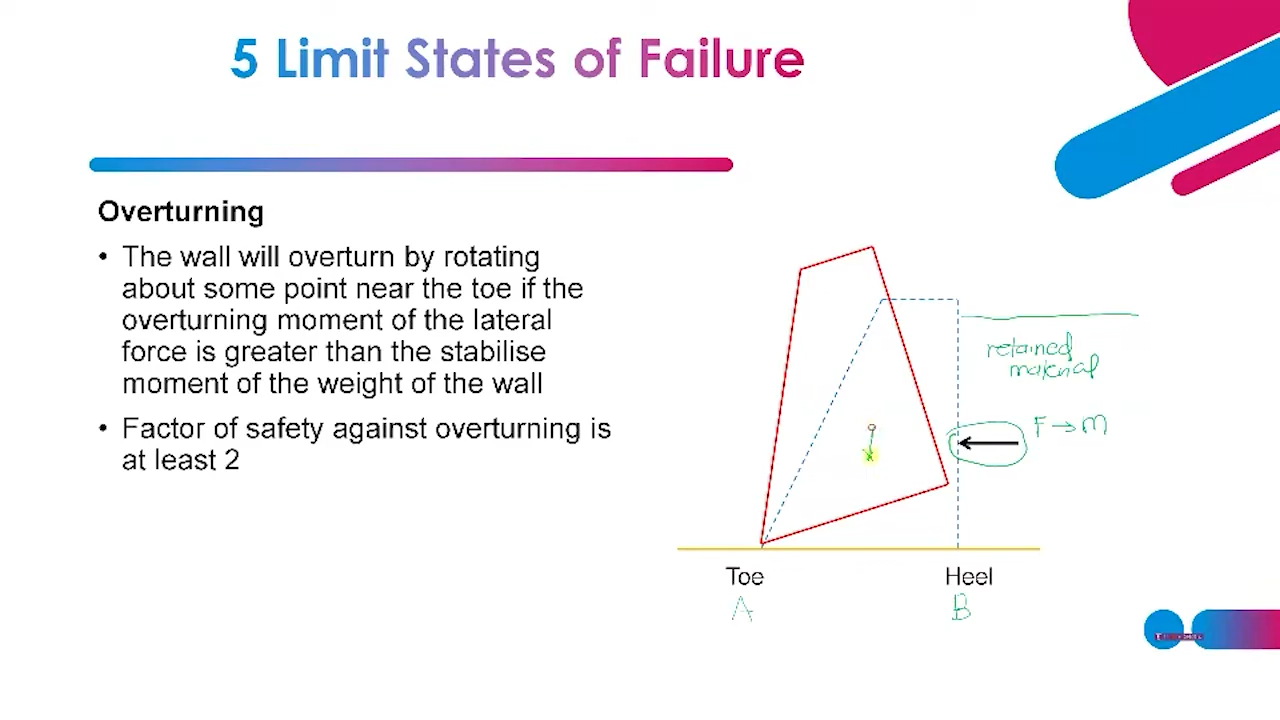 5 Limit States of Failure
Overturning
• The wall will overturn by rotating
about some point near the toe if the
overturning moment of the lateral
force is greater than the stabilise
moment of the weight of the wall
• Factor of safety against overturning is
at least 2
retained
material
F → M
Toe
Heel
A
B